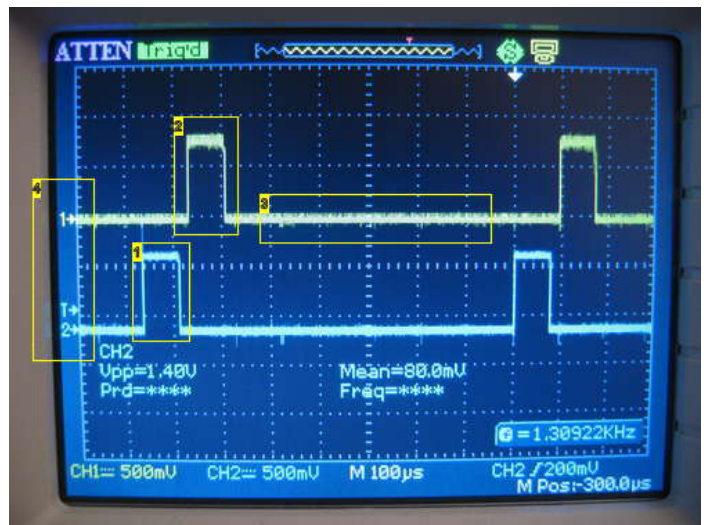 ATTEN Trig'd
T
S
2
4
3
1→
1
T→
2→
CH2
Vpp=1.40V Mean=80.0mV
Prd=**** Freq=****
=1.30922KHz
CH1 500mV CH2 500mV M 100µs CH2 200mV
M Pos:-300.0µs